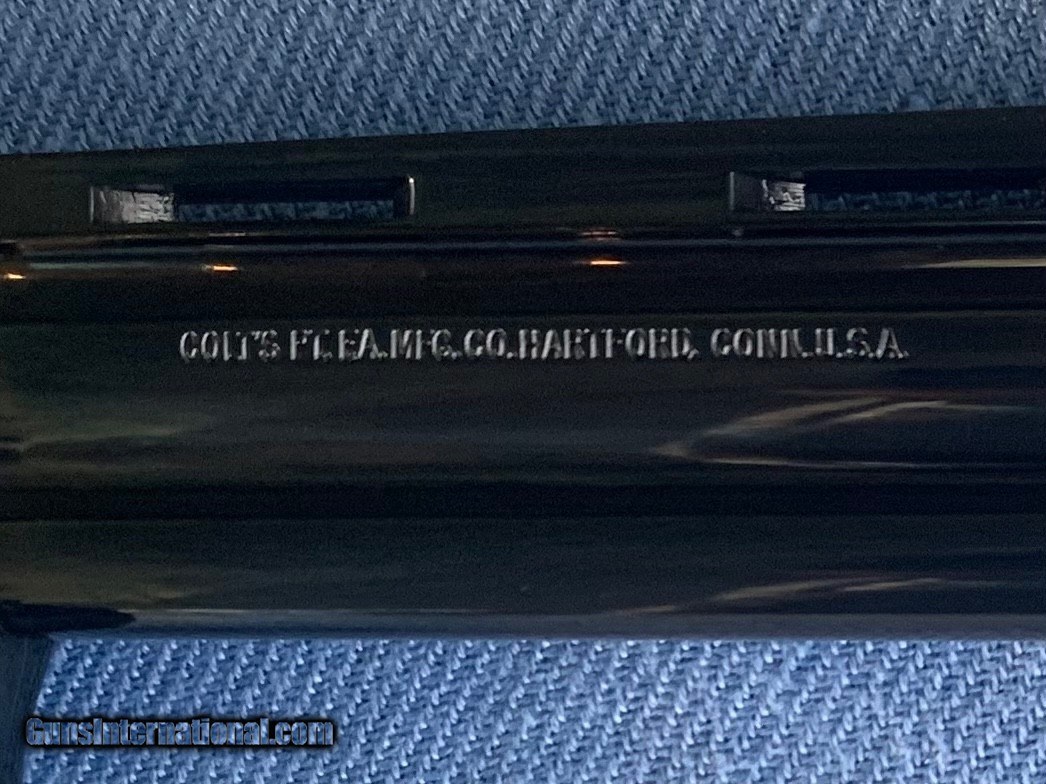 COLT'S PT. F.A. MFG. CO. HARTFORD, CONN. U.S.A.
GunsInternational.com